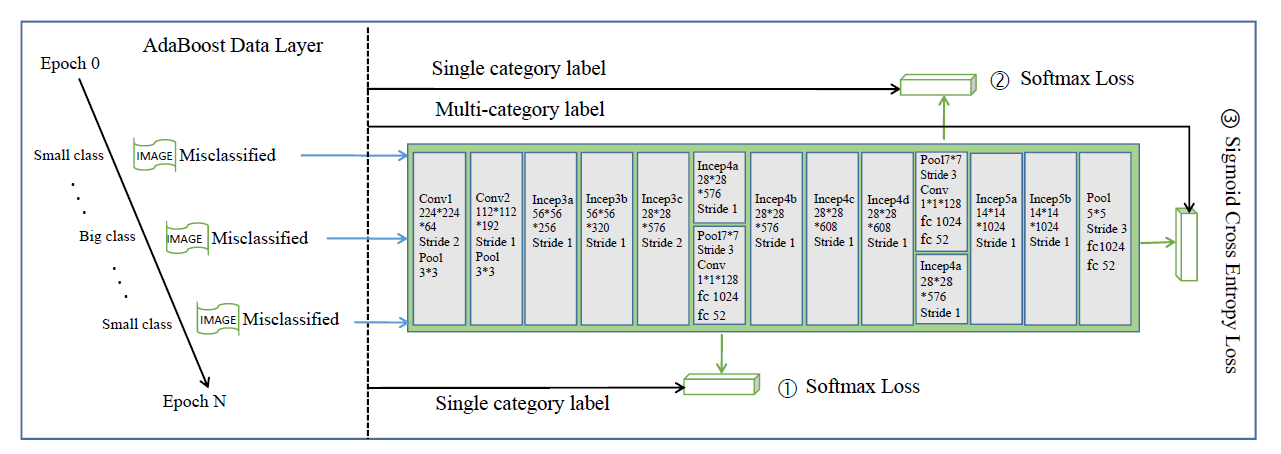 AdaBoost Data Layer
Epoch 0
Small class
IMAGE Misclassified
Big class
IMAGE Misclassified
Small class
IMAGE Misclassified
Epoch N
Single category label
② Softmax Loss
Multi-category label
③ Sigmoid Cross Entropy Loss
Conv1
224*224
*64
Stride 2
Pool
3*3
Conv2
112*112
*192
Stride 1
Pool
3*3
Incep3a
56*56
*256
Stride 1
Incep3b
56*56
*320
Stride 1
Incep3c
28*28
*576
Stride 2
Incep4a
28*28
*576
Stride 1
Pool7*7
Stride 3
Conv
1*1*128
fc 1024
fc 52
Incep4b
28*28
*576
Stride 1
Incep4c
28*28
*608
Stride 1
Incep4d
28*28
*608
Stride 1
Pool7*7
Stride 3
Conv
1*1*128
fc 1024
fc 52
Incep4a
28*28
*576
Stride 1
Incep5a
14*14
*1024
Stride 1
Incep5b
14*14
*1024
Stride 1
Pool
5*5
Stride 3
fc1024
fc 52
① Softmax Loss
Single category label